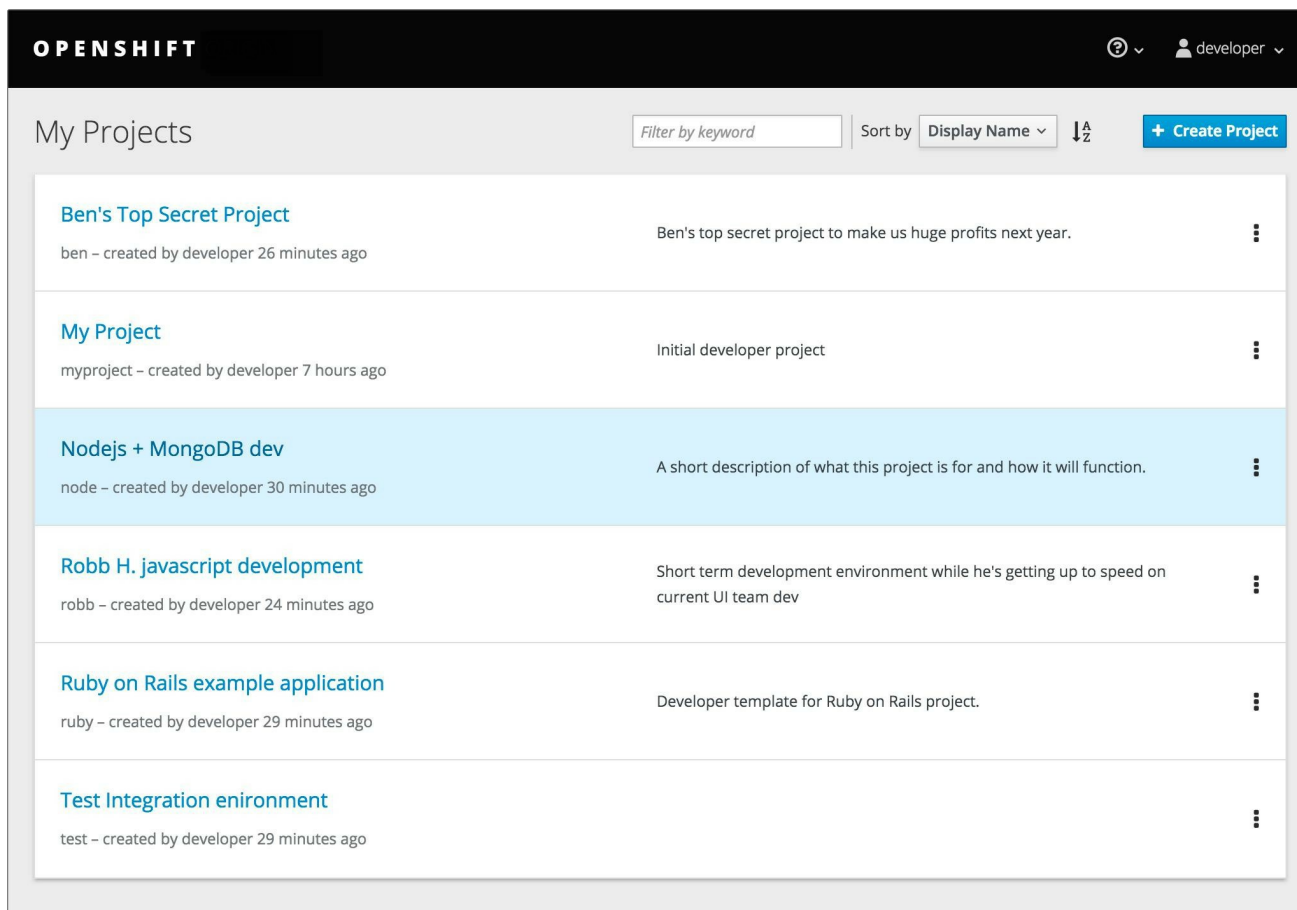 OPENSHIFT
developer
My Projects
Filter by keyword
Sort by
Display Name
A
Z
+ Create Project
Ben's Top Secret Project
ben – created by developer 26 minutes ago
Ben's top secret project to make us huge profits next year.
My Project
myproject – created by developer 7 hours ago
Initial developer project
Nodejs + MongoDB dev
node – created by developer 30 minutes ago
A short description of what this project is for and how it will function.
Robb H. javascript development
robb – created by developer 24 minutes ago
Short term development environment while he's getting up to speed on
current UI team dev
Ruby on Rails example application
ruby – created by developer 29 minutes ago
Developer template for Ruby on Rails project.
Test Integration enironment
test – created by developer 29 minutes ago